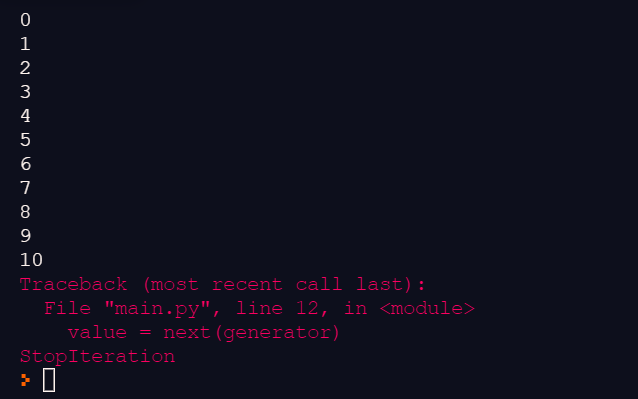 0
1
2
3
4
5
6
7
8
9
10
Traceback (most recent call last):
  File "main.py", line 12, in <module>
    value = next(generator)
StopIteration